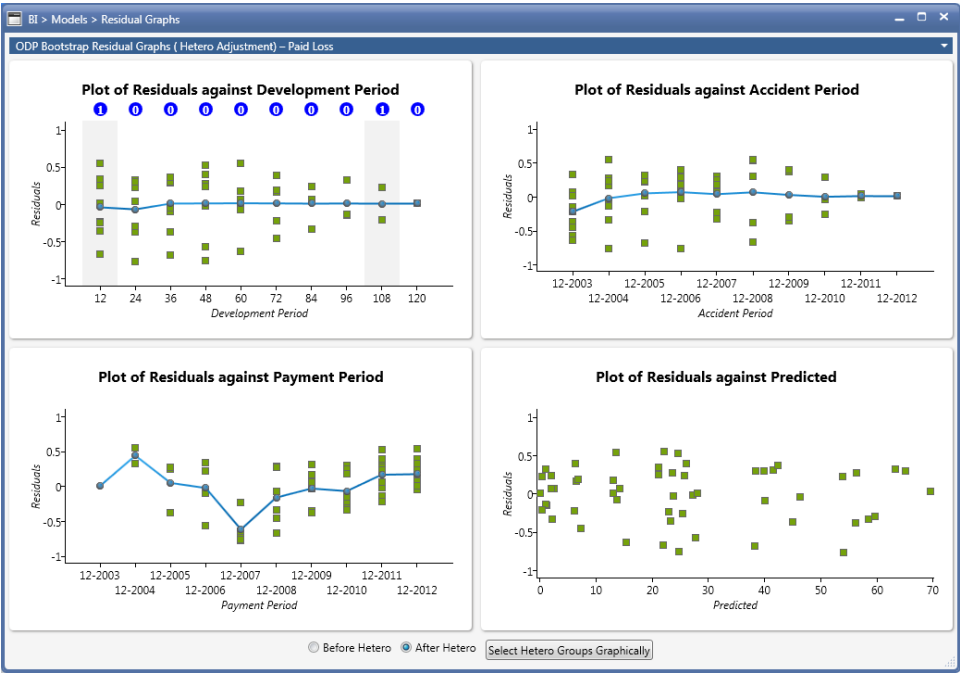 BI > Models > Residual Graphs
ODP Bootstrap Residual Graphs ( Hetero Adjustment) – Paid Loss
Plot of Residuals against Development Period
1 0 0 0 0 0 0 0 1 0
1
0.5
0
-0.5
-1
Residuals
12 24 36 48 60 72 84 96 108 120
Development Period
Plot of Residuals against Accident Period
1
0.5
0
-0.5
-1
Residuals
12-2003 12-2005 12-2007 12-2009 12-2011
12-2004 12-2006 12-2008 12-2010 12-2012
Accident Period
Plot of Residuals against Payment Period
1
0.5
0
-0.5
-1
Residuals
12-2003 12-2005 12-2007 12-2009 12-2011
12-2004 12-2006 12-2008 12-2010 12-2012
Payment Period
Plot of Residuals against Predicted
1
0.5
0
-0.5
-1
Residuals
0 10 20 30 40 50 60 70
Predicted
Before Hetero After Hetero Select Hetero Groups Graphically